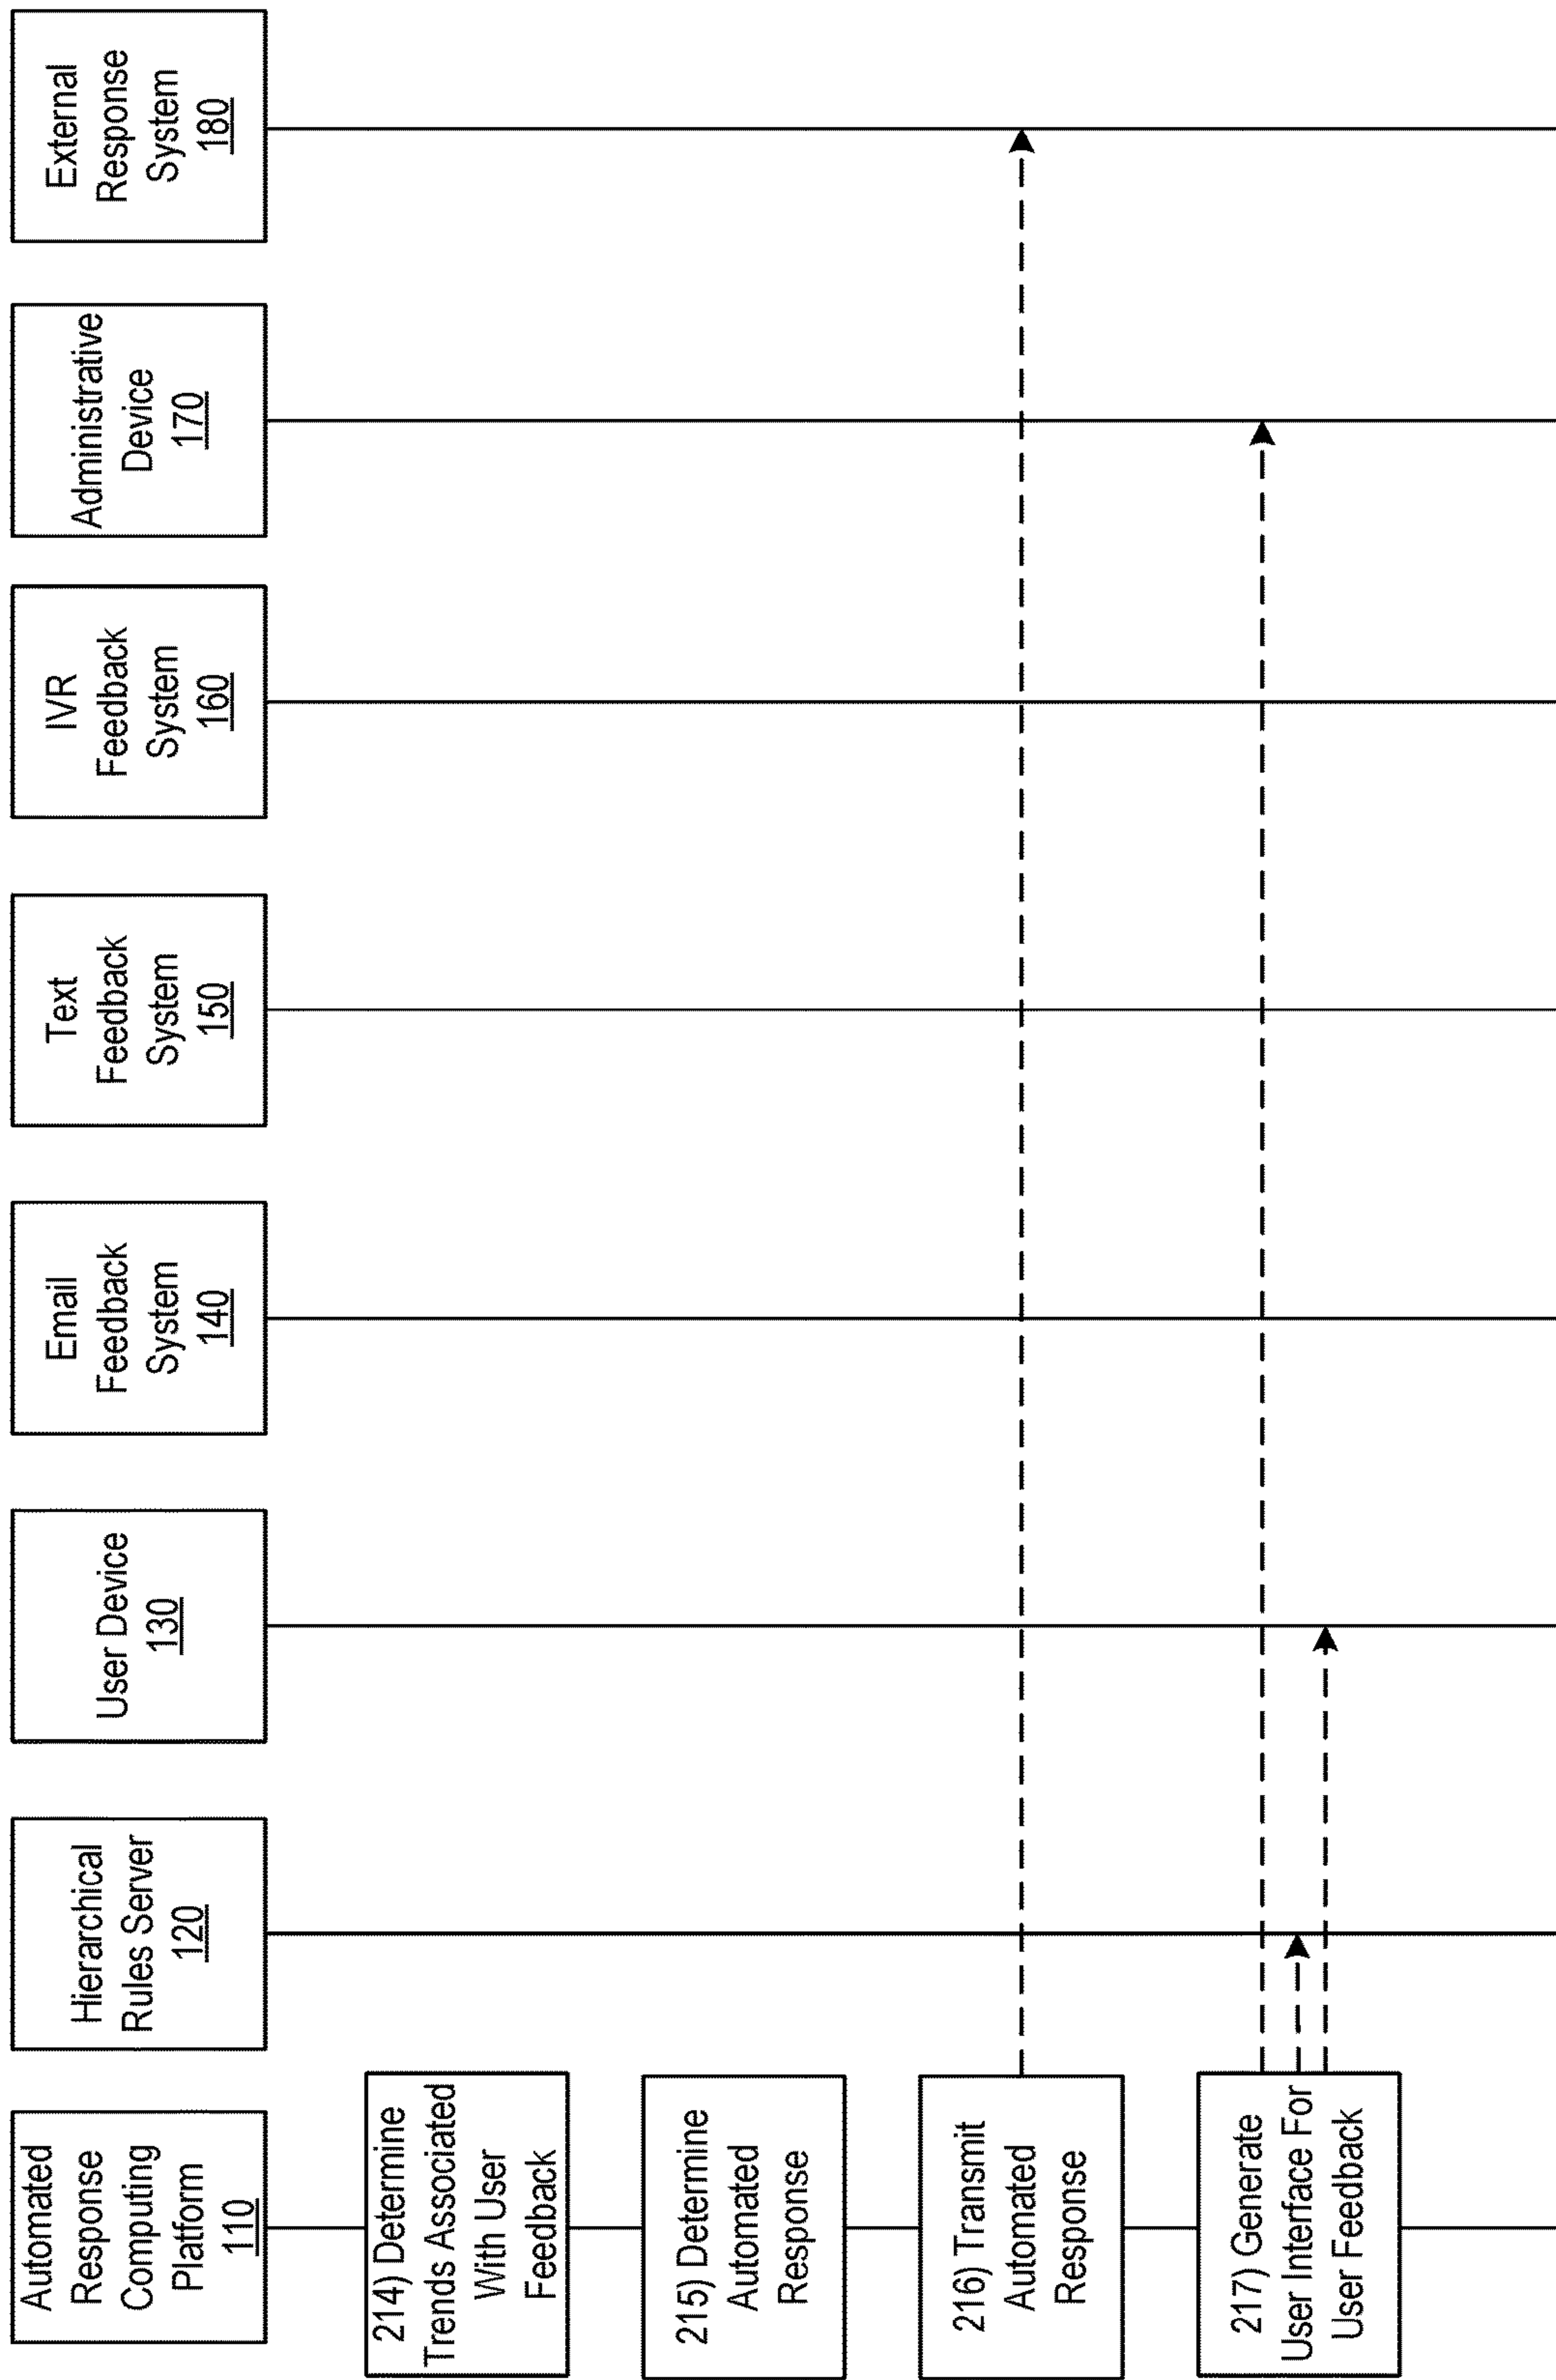 Automated
Response
Computing
Platform
110
Hierarchical
Rules Server
120
User Device
130
Email
Feedback
System
140
Text
Feedback
System
150
IVR
Feedback
System
160
Administrative
Device
170
External
Response
System
180
214) Determine
Trends Associated
With User
Feedback
215) Determine
Automated
Response
216) Transmit
Automated
Response
217) Generate
User Interface For
User Feedback